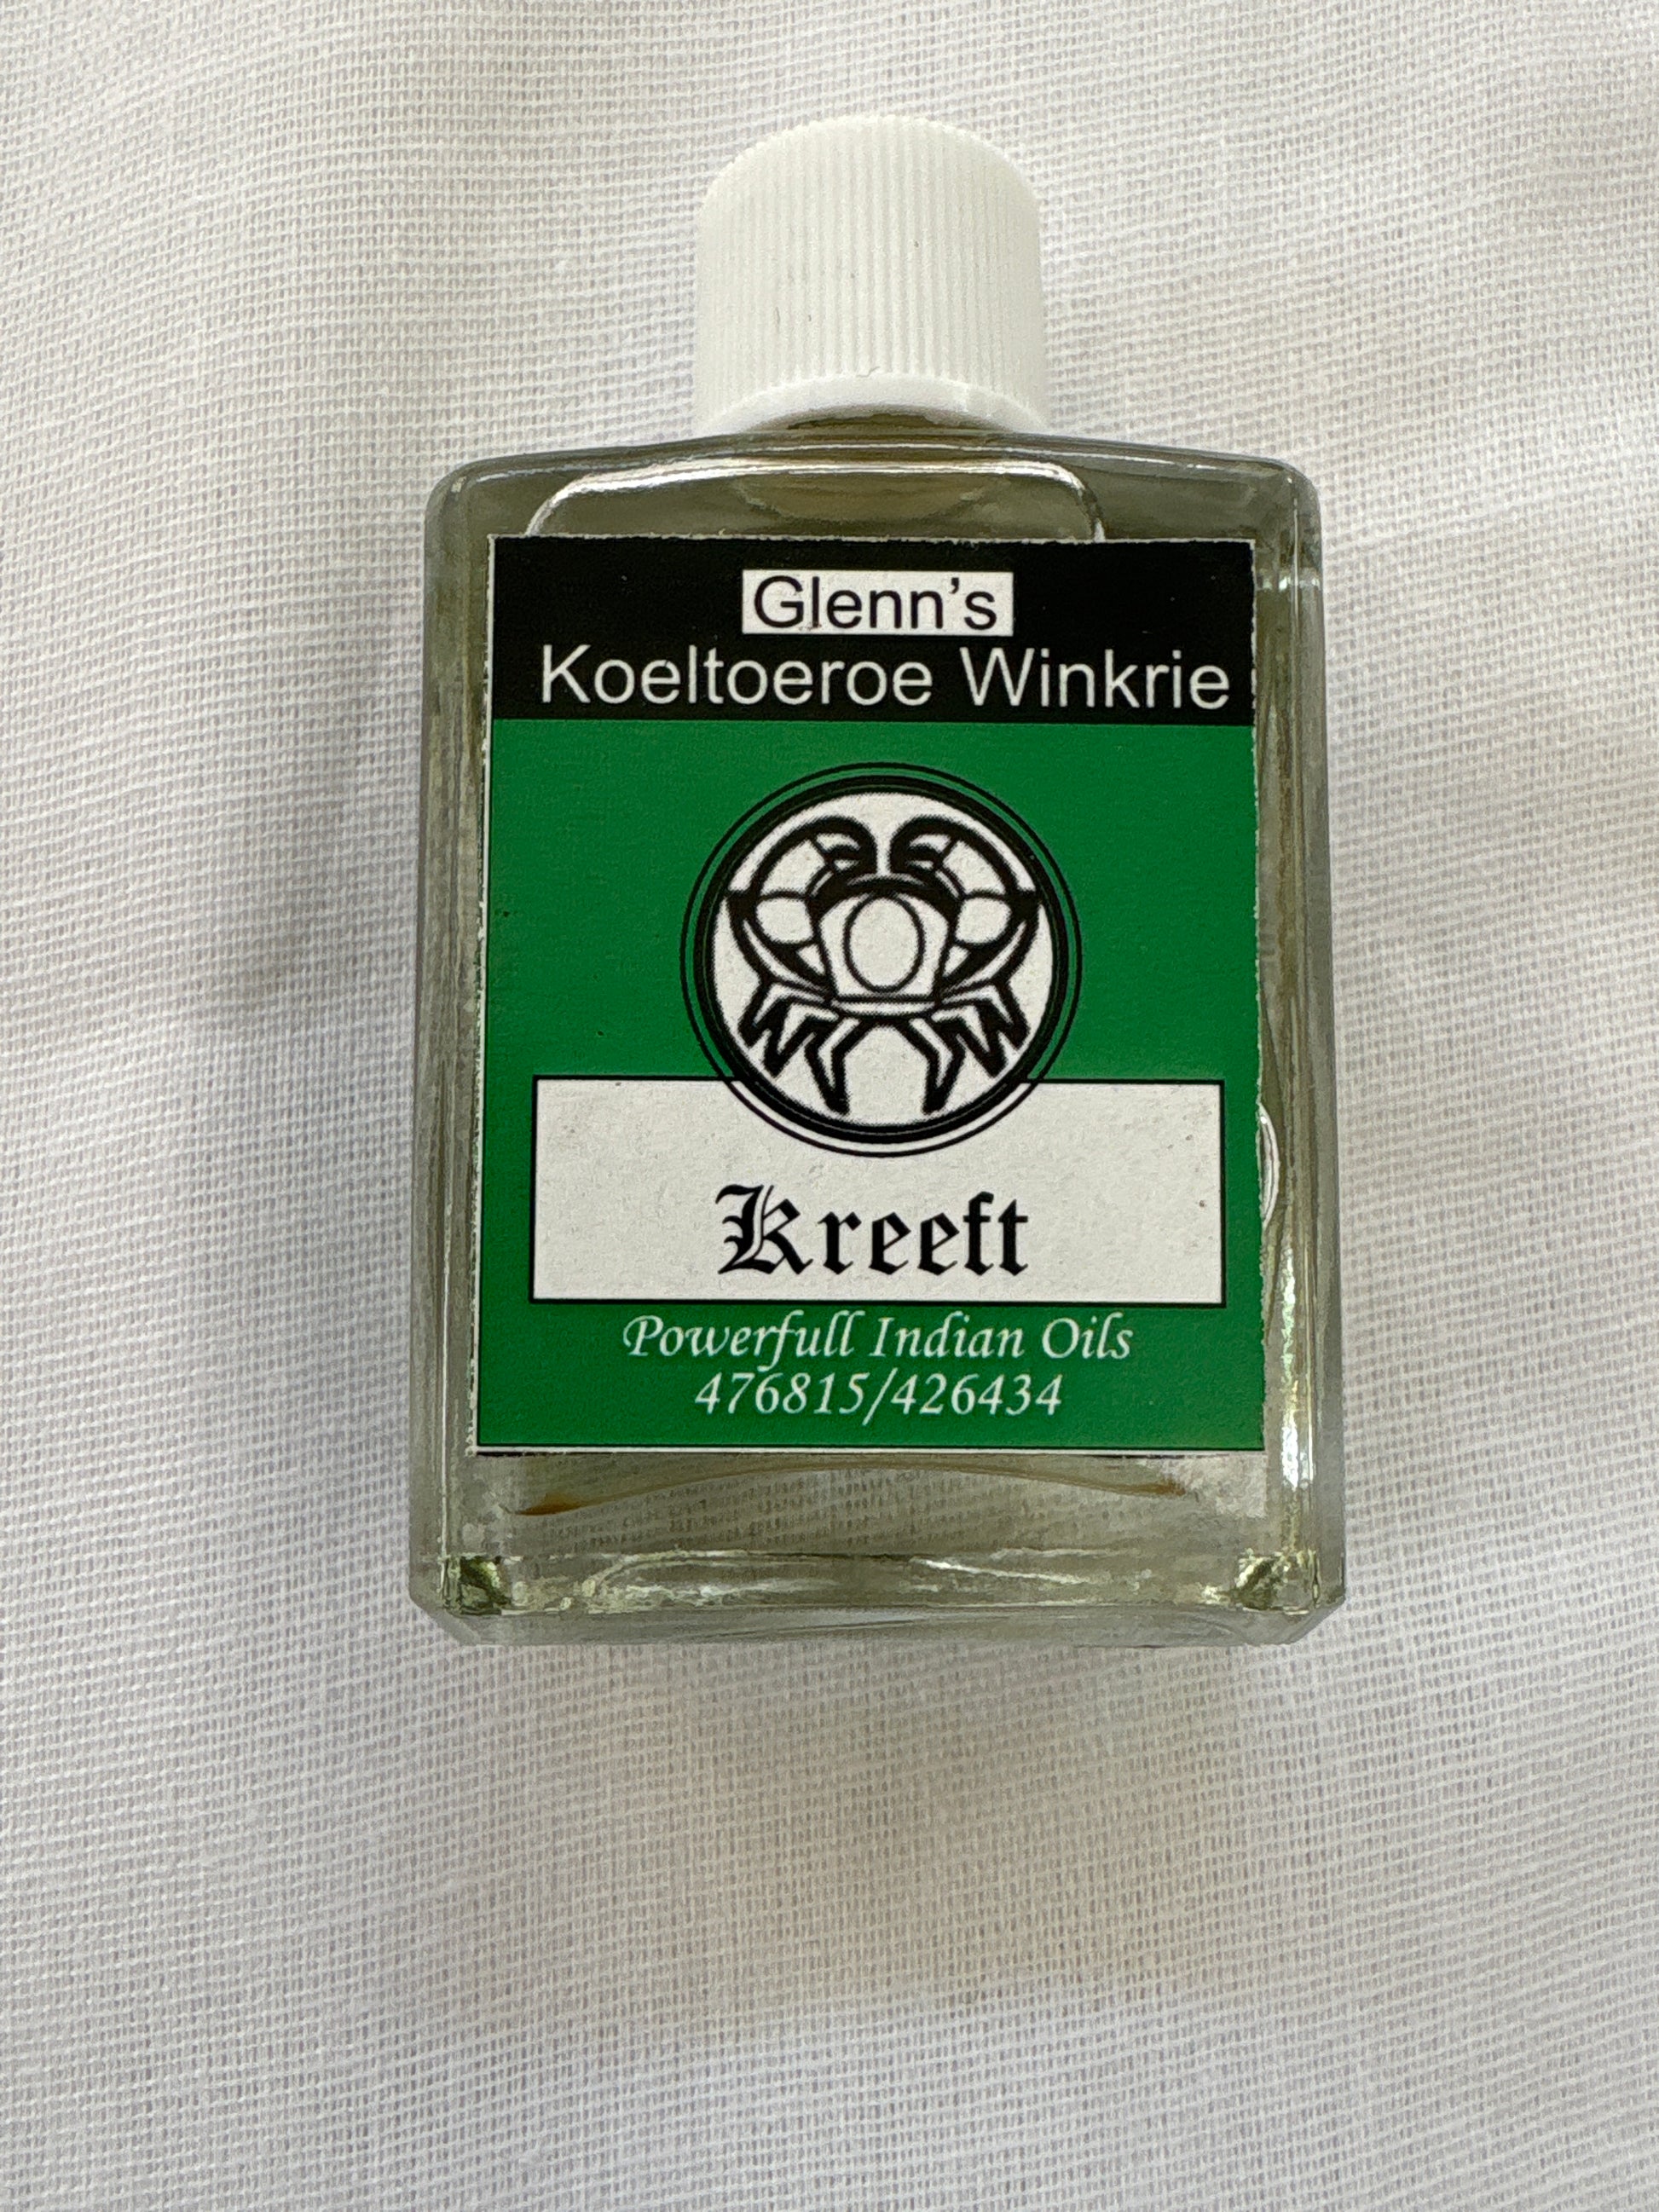 Glenn's
Koeltoeroe Winkrie
Kreeft
Powerfull Indian Oils
476815/426434